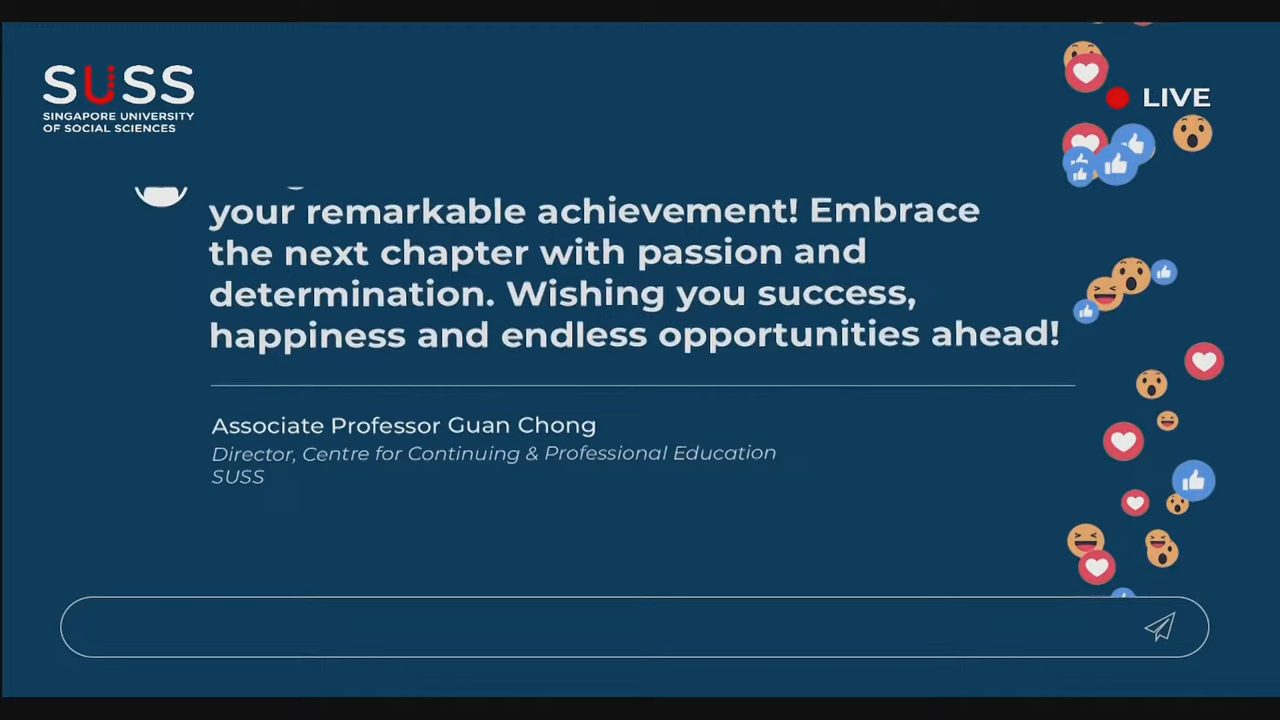 SUSS
SINGAPORE UNIVERSITY
OF SOCIAL SCIENCES
LIVE
your remarkable achievement! Embrace
the next chapter with passion and
determination. Wishing you success,
happiness and endless opportunities ahead!
Associate Professor Guan Chong
Director, Centre for Continuing & Professional Education
SUSS